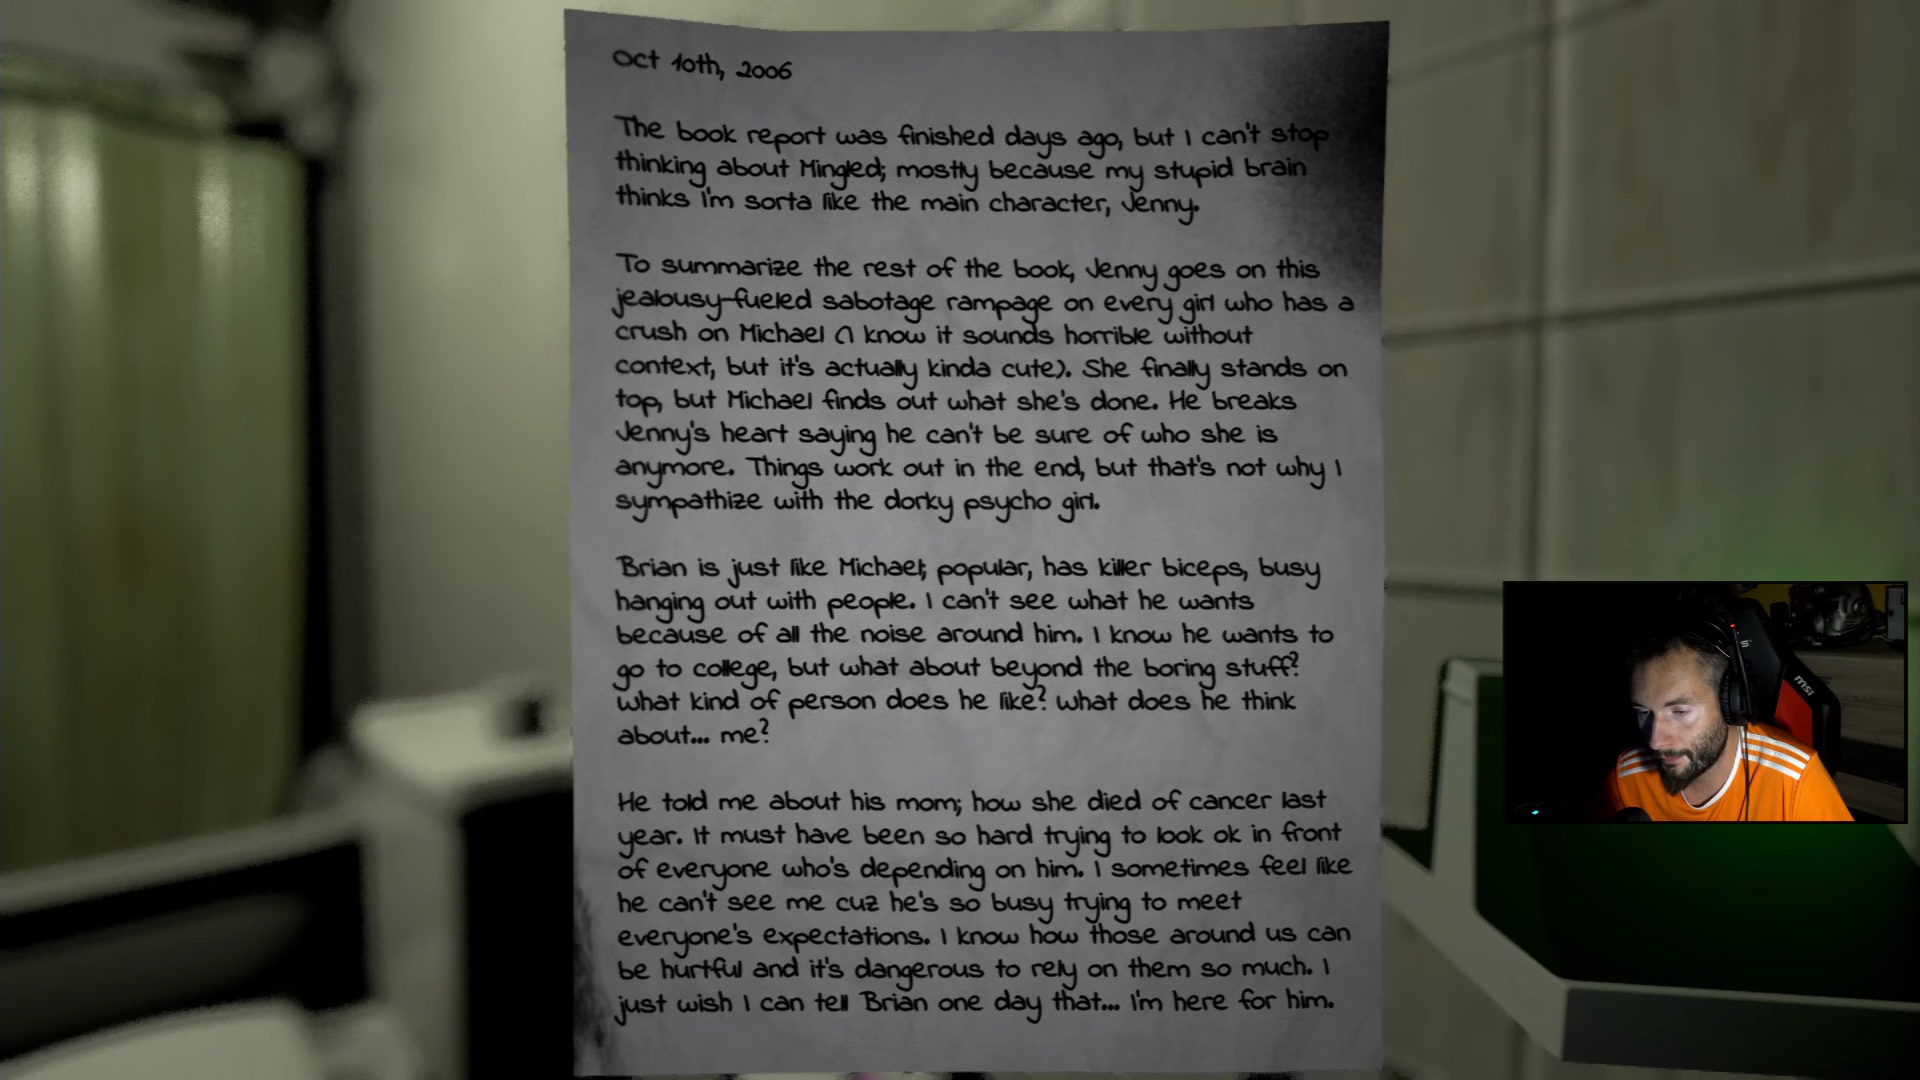 Oct 10th, 2006
The book report was finished days ago, but I can't stop
thinking about Mingled; mostly because my stupid brain
thinks I'm sorta like the main character, Jenny.
To summarize the rest of the book, Jenny goes on this
jealousy-fueled sabotage rampage on every girl who has a
crush on Michael (I know it sounds horrible without
context, but it's actually kinda cute). She finally stands on
top, but Michael finds out what she's done. He breaks
Jenny's heart saying he can't be sure of who she is
anymore. Things work out in the end, but that's not why I
sympathize with the dorky psycho girl.
Brian is just like Michael; popular, has killer biceps, busy
hanging out with people. I can't see what he wants
because of all the noise around him. I know he wants to
go to college, but what about beyond the boring stuff?
What kind of person does he like? What does he think
about... me?
He told me about his mom; how she died of cancer last
year. It must have been so hard trying to look ok in front
of everyone who's depending on him. I sometimes feel like
he can't see me cuz he's so busy trying to meet
everyone's expectations. I know how those around us can
be hurtful and it's dangerous to rely on them so much. I
just wish I can tell Brian one day that... I'm here for him.
msi